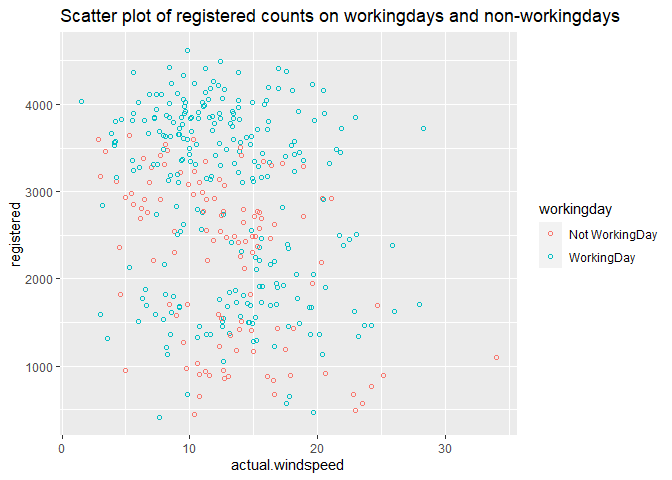 Scatter plot of registered counts on workingdays and non-workingdays
4000
3000
2000
1000
registered
0
10
20
30
actual.windspeed
workingday
Not WorkingDay
WorkingDay